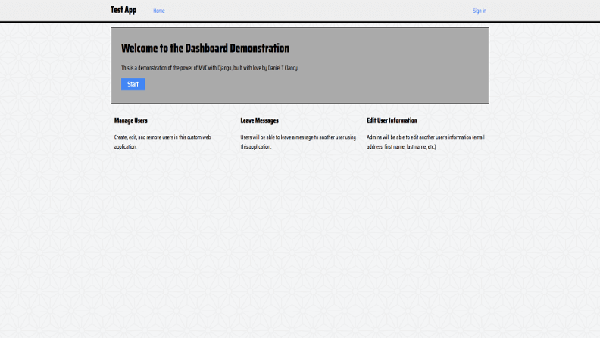 Test App
Home
Sign in
Welcome to the Dashboard Demonstration
This is a demonstration of the power of MVC with Django, built with love by Daniel T Clancy.
Start
Manage Users
Create, edit, and remove users in this custom web
application.
Leave Messages
Users will be able to leave a message to another user using
this application.
Edit User Information
Admins will be able to edit another users information (email
address, first name, last name, etc.)